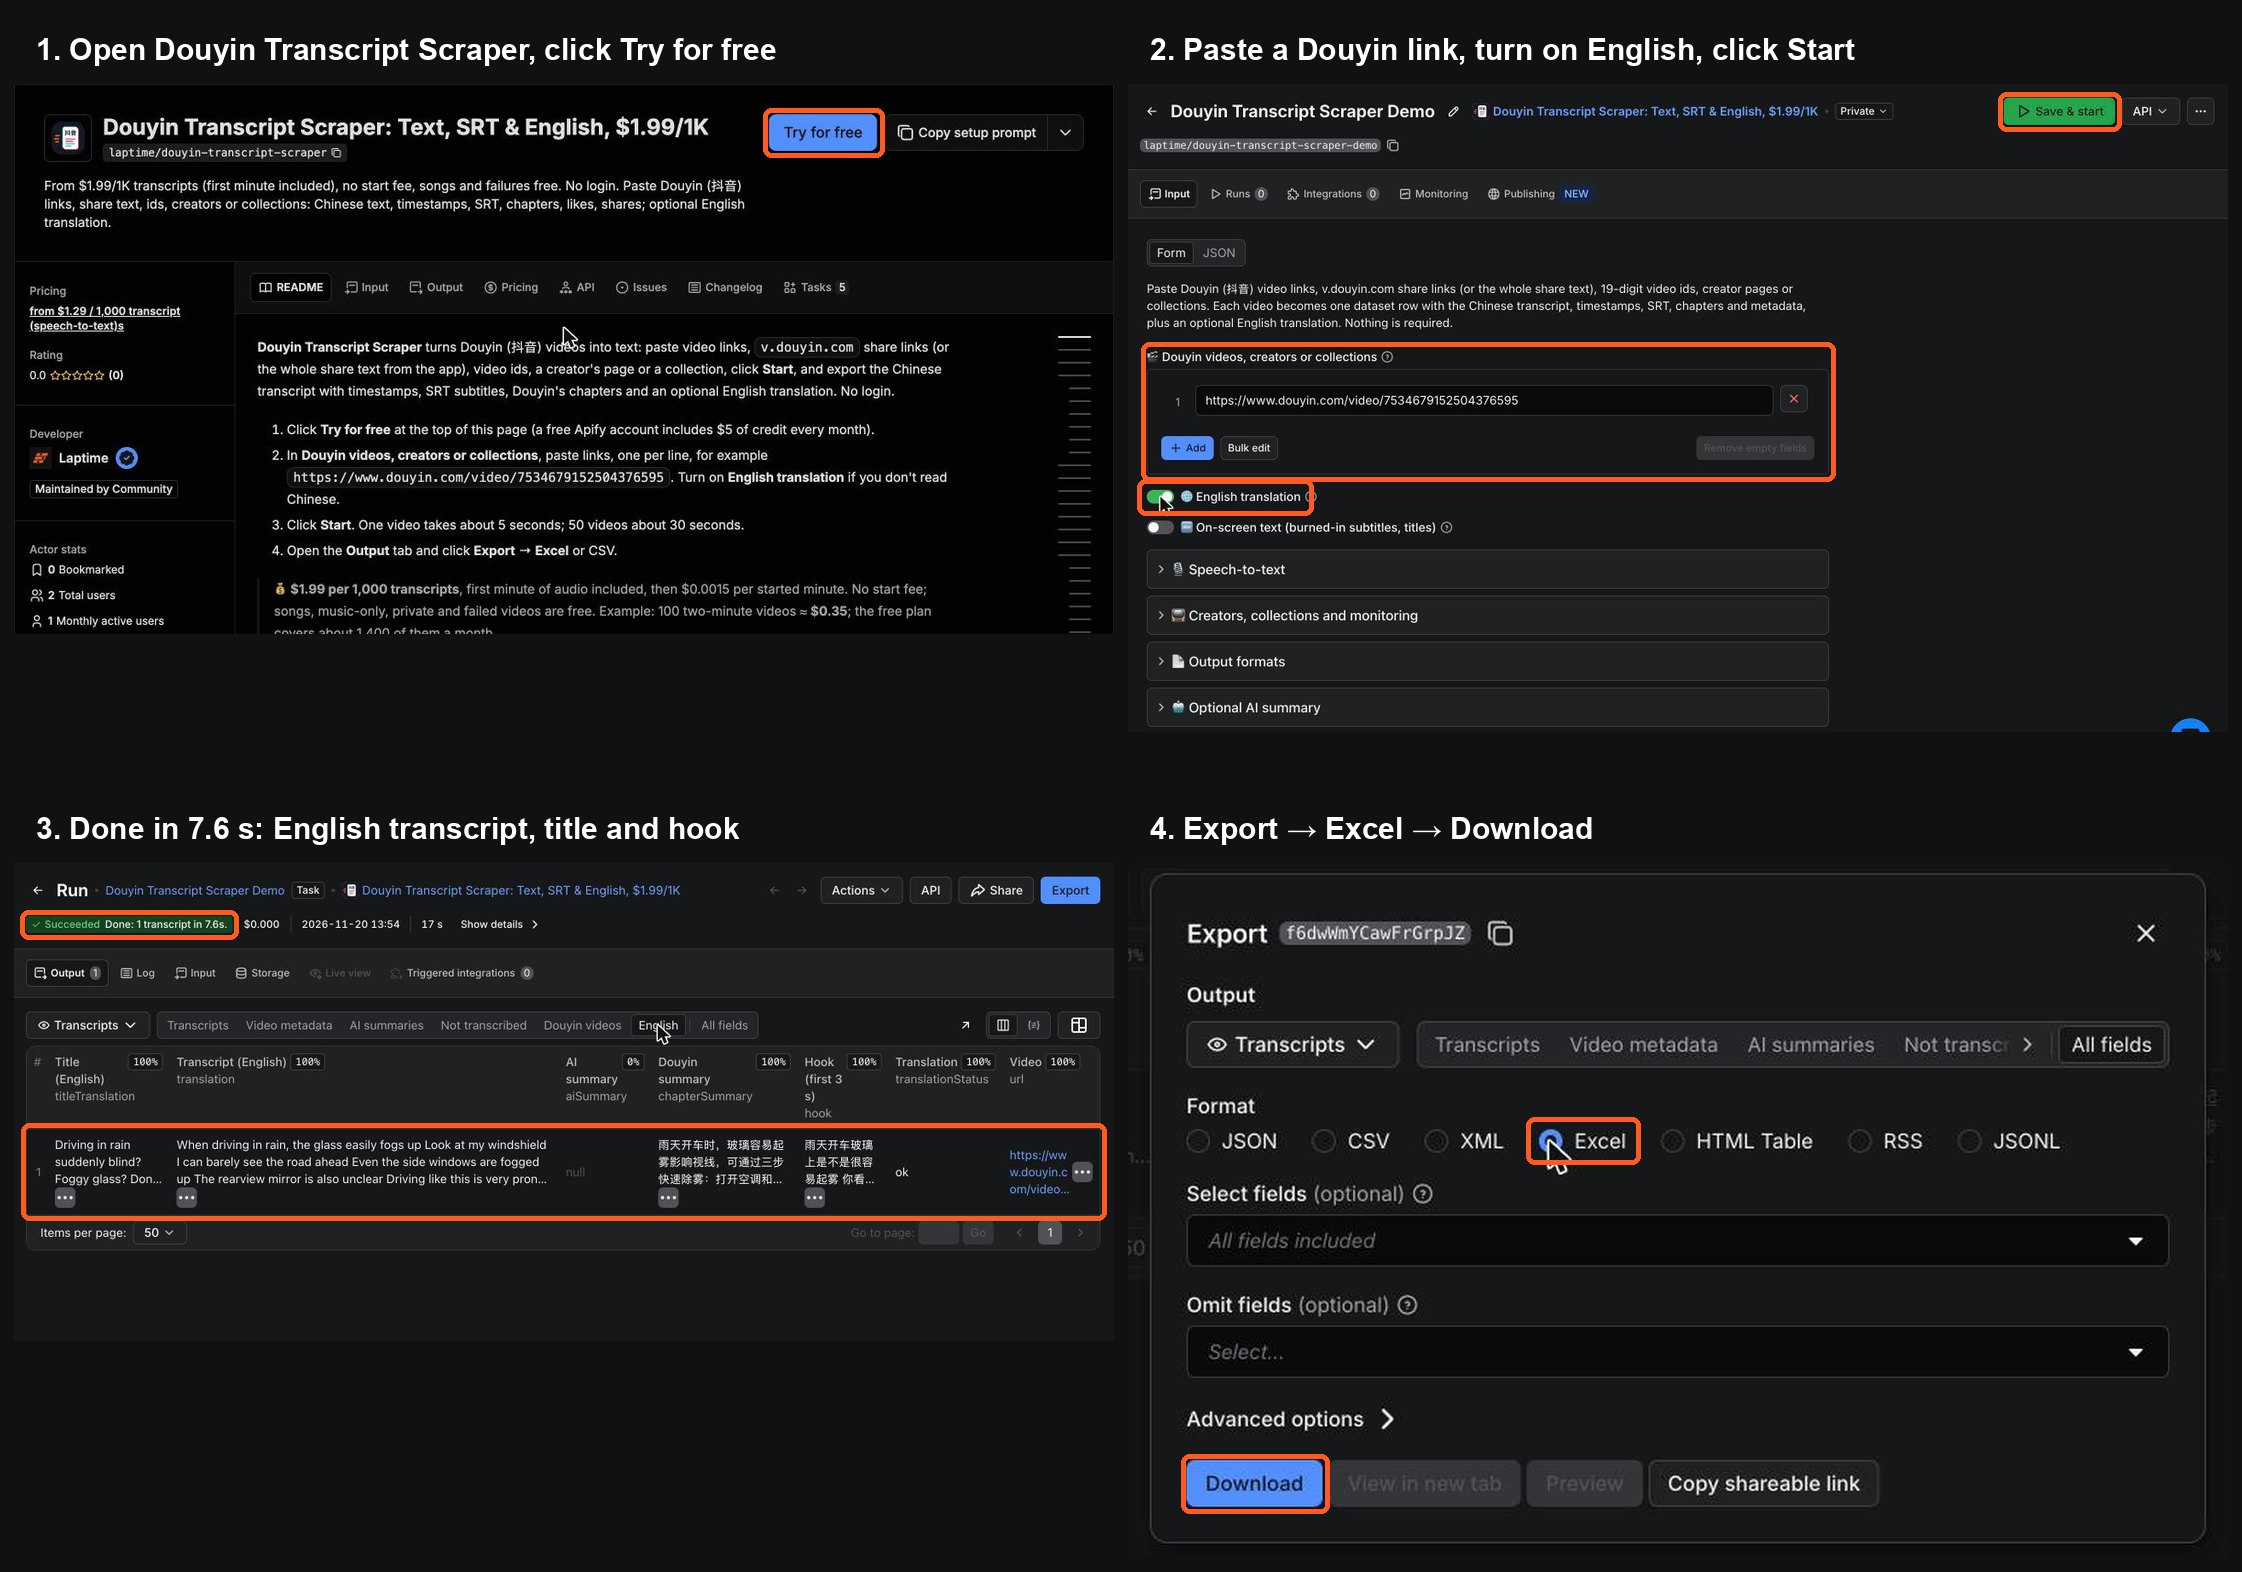 1. Open Douyin Transcript Scraper, click Try for free
Douyin Transcript Scraper: Text, SRT & English, $1.99/1K
laptime/douyin-transcript-scraper
Try for free
Copy setup prompt
From $1.99/1K transcripts (first minute included), no start fee, songs and failures free. No login. Paste Douyin (抖音)
links, share text, ids, creators or collections: Chinese text, timestamps, SRT, chapters, likes, shares; optional English
translation.
Pricing
from $1.29 / 1,000 transcript
(speech-to-text)s
Rating
0.0 (0)
Developer
Laptime
Maintained by Community
Actor stats
0 Bookmarked
2 Total users
1 Monthly active users
README
Input
Output
Pricing
API
Issues
Changelog
Tasks 5
Douyin Transcript Scraper turns Douyin (抖音) videos into text: paste video links, v.douyin.com share links (or
the whole share text from the app), video ids, a creator's page or a collection, click Start, and export the Chinese
transcript with timestamps, SRT subtitles, Douyin's chapters and an optional English translation. No login.
1. Click Try for free at the top of this page (a free Apify account includes $5 of credit every month).
2. In Douyin videos, creators or collections, paste links, one per line, for example
https://www.douyin.com/video/7534679152504376595 . Turn on English translation if you don't read
Chinese.
3. Click Start. One video takes about 5 seconds; 50 videos about 30 seconds.
4. Open the Output tab and click Export → Excel or CSV.
$1.99 per 1,000 transcripts, first minute of audio included, then $0.0015 per started minute. No start fee;
songs, music-only, private and failed videos are free. Example: 100 two-minute videos ≈ $0.35; the free plan
covers about 1,400 of them a month.
2. Paste a Douyin link, turn on English, click Start
Douyin Transcript Scraper Demo
Douyin Transcript Scraper: Text, SRT & English, $1.99/1K
Private
Save & start
API
laptime/douyin-transcript-scraper-demo
Input
Runs 0
Integrations 0
Monitoring
Publishing NEW
Form
JSON
Paste Douyin (抖音) video links, v.douyin.com share links (or the whole share text), 19-digit video ids, creator pages or
collections. Each video becomes one dataset row with the Chinese transcript, timestamps, SRT, chapters and metadata,
plus an optional English translation. Nothing is required.
Douyin videos, creators or collections
1
https://www.douyin.com/video/7534679152504376595
+ Add
Bulk edit
Remove empty fields
English translation
On-screen text (burned-in subtitles, titles)
Speech-to-text
Creators, collections and monitoring
Output formats
Optional AI summary
3. Done in 7.6 s: English transcript, title and hook
Run
Douyin Transcript Scraper Demo
Task
Douyin Transcript Scraper: Text, SRT & English, $1.99/1K
Actions
API
Share
Export
Succeeded Done: 1 transcript in 7.6s.
$0.000
2026-11-20 13:54
17 s
Show details
Output 1
Log
Input
Storage
Live view
Triggered integrations 0
Transcripts
Transcripts
Video metadata
AI summaries
Not transcribed
Douyin videos
English
All fields
#
Title (English) 100%
titleTranslation
Transcript (English) 100%
translation
AI summary 0%
aiSummary
Douyin summary 100%
chapterSummary
Hook (first 3 s) 100%
hook
Translation 100%
translationStatus
Video 100%
url
1
Driving in rain
suddenly blind?
Foggy glass? Don...
When driving in rain, the glass easily fogs up Look at my windshield
I can barely see the road ahead Even the side windows are fogged
up The rearview mirror is also unclear Driving like this is very pron...
null
雨天开车时，玻璃容易起
雾影响视线，可通过三步
快速除雾：打开空调和...
雨天开车玻璃
上是不是很容
易起雾 你看...
ok
https://ww
w.douyin.c
om/video...
Items per page: 50
Go to page:
Go
1
4. Export → Excel → Download
Export f6dwWmYCawFrGrpJZ
Output
Transcripts
Transcripts
Video metadata
AI summaries
Not transcr
All fields
Format
JSON
CSV
XML
Excel
HTML Table
RSS
JSONL
Select fields (optional)
All fields included
Omit fields (optional)
Select...
Advanced options
Download
View in new tab
Preview
Copy shareable link